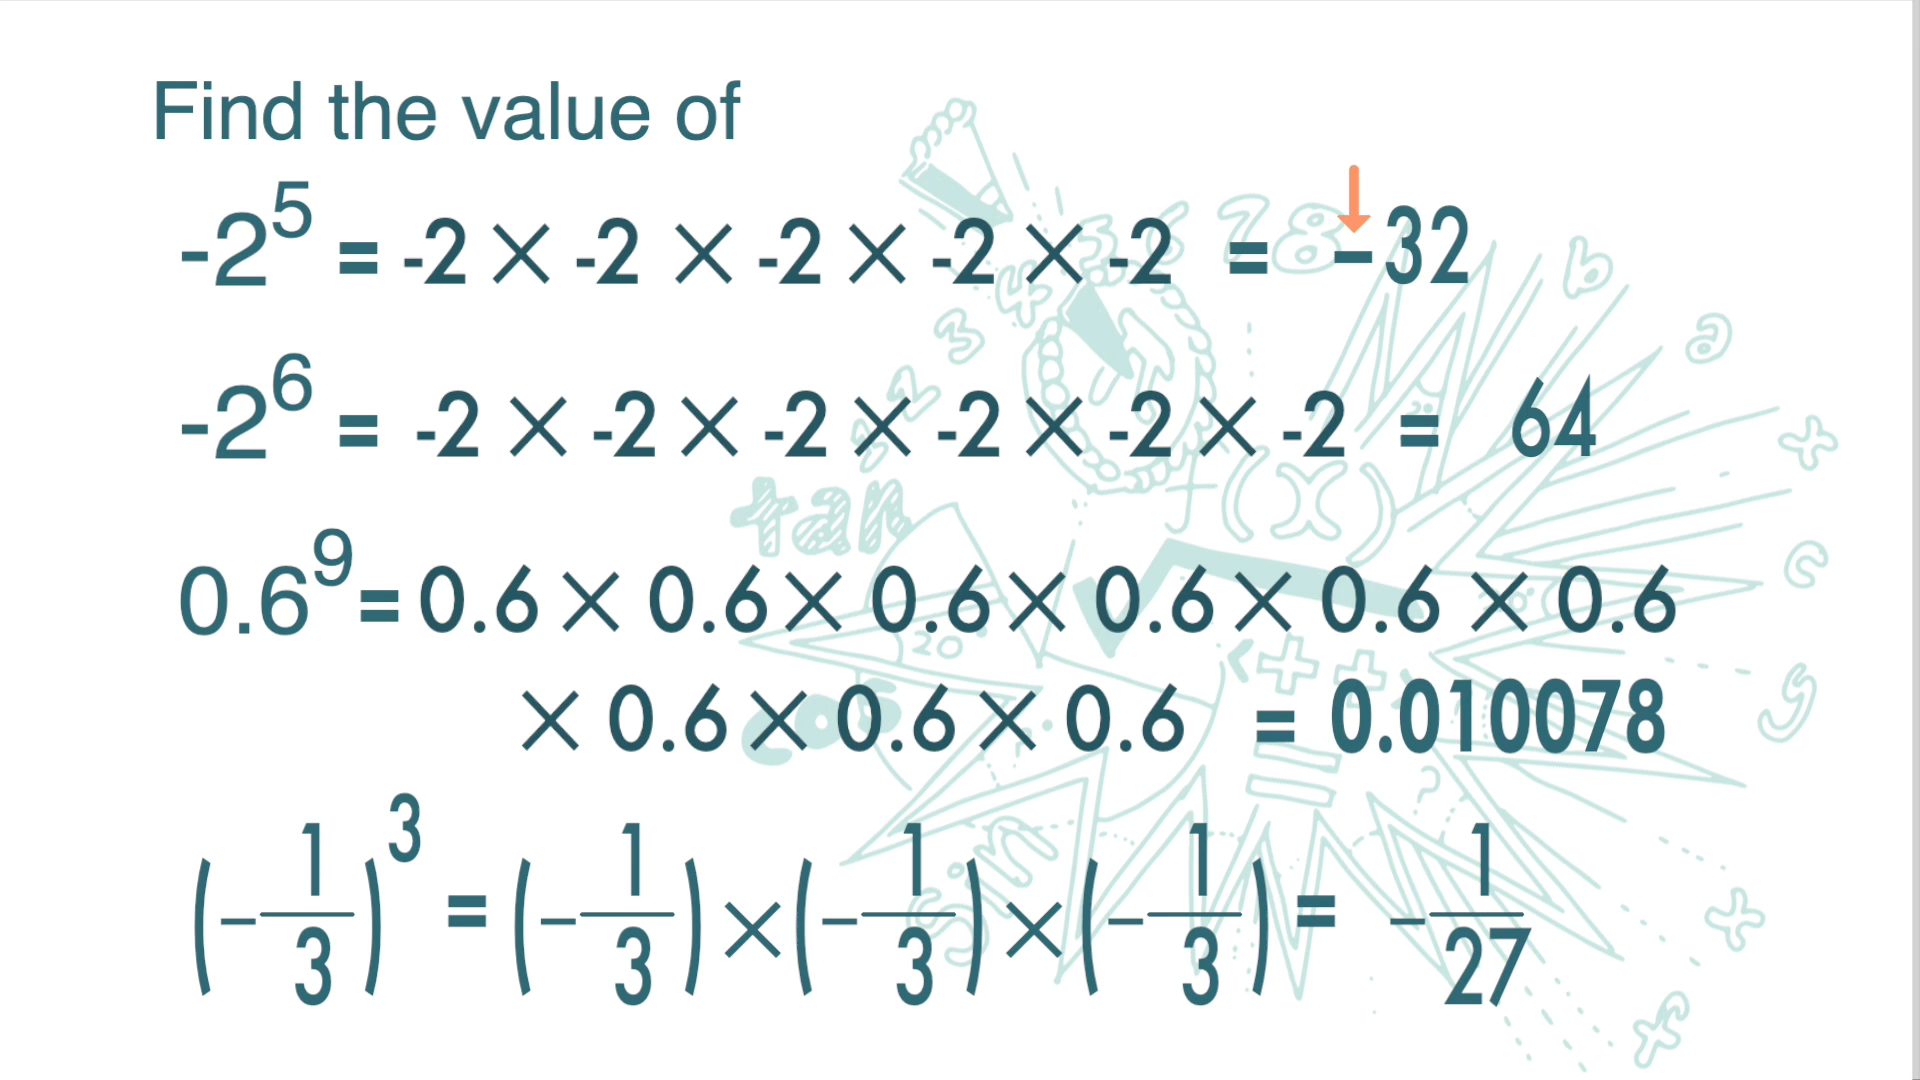 Find the value of
-2⁵ = -2 × -2 × -2 × -2 × -2 = −32
-2⁶ = -2 × -2 × -2 × -2 × -2 × -2 = 64
0.6⁹ = 0.6 × 0.6 × 0.6 × 0.6 × 0.6 × 0.6
× 0.6 × 0.6 × 0.6 = 0.010078
(−1/3)³ = (−1/3) × (−1/3) × (−1/3) = −1/27